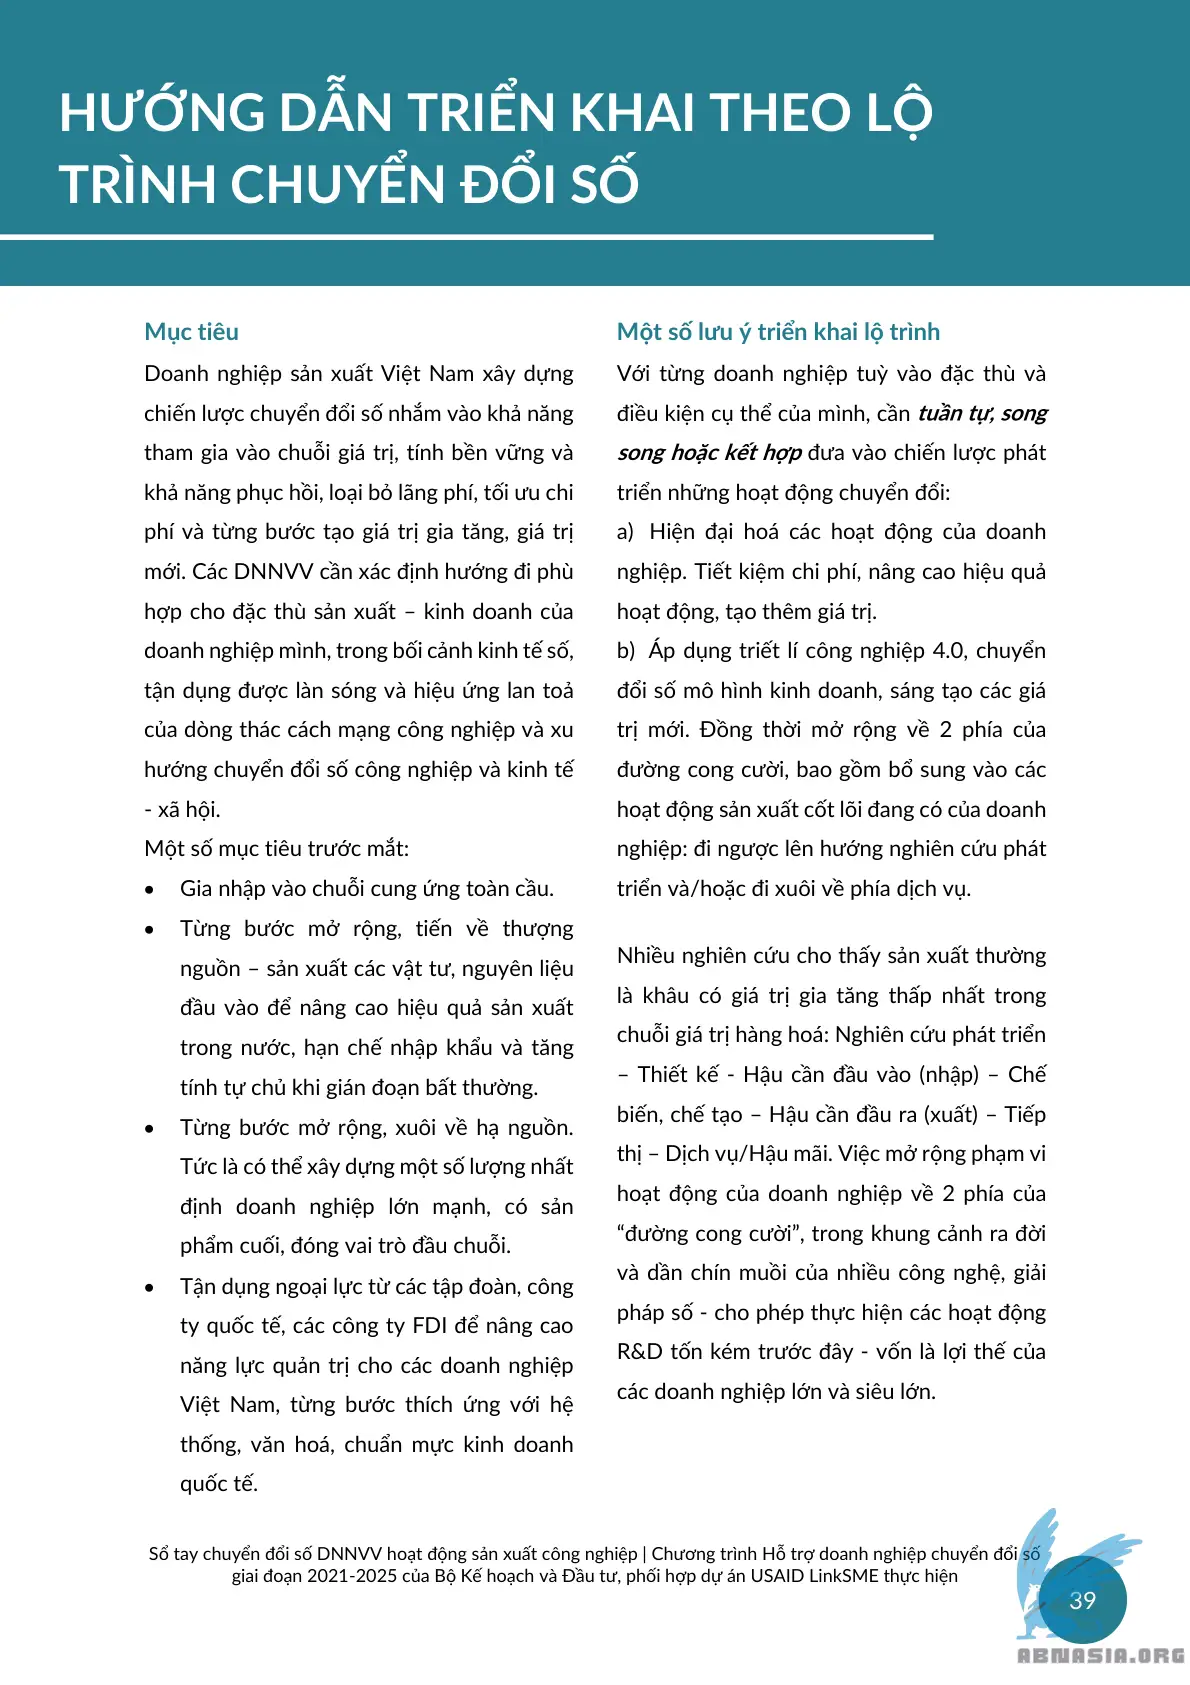 HƯỚNG DẪN TRIỂN KHAI THEO LỘ
TRÌNH CHUYỂN ĐỔI SỐ
Mục tiêu
Doanh nghiệp sản xuất Việt Nam xây dựng
chiến lược chuyển đổi số nhắm vào khả năng
tham gia vào chuỗi giá trị, tính bền vững và
khả năng phục hồi, loại bỏ lãng phí, tối ưu chi
phí và từng bước tạo giá trị gia tăng, giá trị
mới. Các DNNVV cần xác định hướng đi phù
hợp cho đặc thù sản xuất – kinh doanh của
doanh nghiệp mình, trong bối cảnh kinh tế số,
tận dụng được làn sóng và hiệu ứng lan toả
của dòng thác cách mạng công nghiệp và xu
hướng chuyển đổi số công nghiệp và kinh tế
- xã hội.
Một số mục tiêu trước mắt:
• Gia nhập vào chuỗi cung ứng toàn cầu.
• Từng bước mở rộng, tiến về thượng
nguồn – sản xuất các vật tư, nguyên liệu
đầu vào để nâng cao hiệu quả sản xuất
trong nước, hạn chế nhập khẩu và tăng
tính tự chủ khi gián đoạn bất thường.
• Từng bước mở rộng, xuôi về hạ nguồn.
Tức là có thể xây dựng một số lượng nhất
định doanh nghiệp lớn mạnh, có sản
phẩm cuối, đóng vai trò đầu chuỗi.
• Tận dụng ngoại lực từ các tập đoàn, công
ty quốc tế, các công ty FDI để nâng cao
năng lực quản trị cho các doanh nghiệp
Việt Nam, từng bước thích ứng với hệ
thống, văn hoá, chuẩn mực kinh doanh
quốc tế.
Một số lưu ý triển khai lộ trình
Với từng doanh nghiệp tuỳ vào đặc thù và
điều kiện cụ thể của mình, cần tuần tự, song
song hoặc kết hợp đưa vào chiến lược phát
triển những hoạt động chuyển đổi:
a) Hiện đại hoá các hoạt động của doanh
nghiệp. Tiết kiệm chi phí, nâng cao hiệu quả
hoạt động, tạo thêm giá trị.
b) Áp dụng triết lí công nghiệp 4.0, chuyển
đổi số mô hình kinh doanh, sáng tạo các giá
trị mới. Đồng thời mở rộng về 2 phía của
đường cong cười, bao gồm bổ sung vào các
hoạt động sản xuất cốt lõi đang có của doanh
nghiệp: đi ngược lên hướng nghiên cứu phát
triển và/hoặc đi xuôi về phía dịch vụ.
Nhiều nghiên cứu cho thấy sản xuất thường
là khâu có giá trị gia tăng thấp nhất trong
chuỗi giá trị hàng hoá: Nghiên cứu phát triển
– Thiết kế - Hậu cần đầu vào (nhập) – Chế
biến, chế tạo – Hậu cần đầu ra (xuất) – Tiếp
thị – Dịch vụ/Hậu mãi. Việc mở rộng phạm vi
hoạt động của doanh nghiệp về 2 phía của
“đường cong cười”, trong khung cảnh ra đời
và dần chín muồi của nhiều công nghệ, giải
pháp số - cho phép thực hiện các hoạt động
R&D tốn kém trước đây - vốn là lợi thế của
các doanh nghiệp lớn và siêu lớn.
Sổ tay chuyển đổi số DNNVV hoạt động sản xuất công nghiệp | Chương trình Hỗ trợ doanh nghiệp chuyển đổi số
giai đoạn 2021-2025 của Bộ Kế hoạch và Đầu tư, phối hợp dự án USAID LinkSME thực hiện
39
ABNASIA.ORG